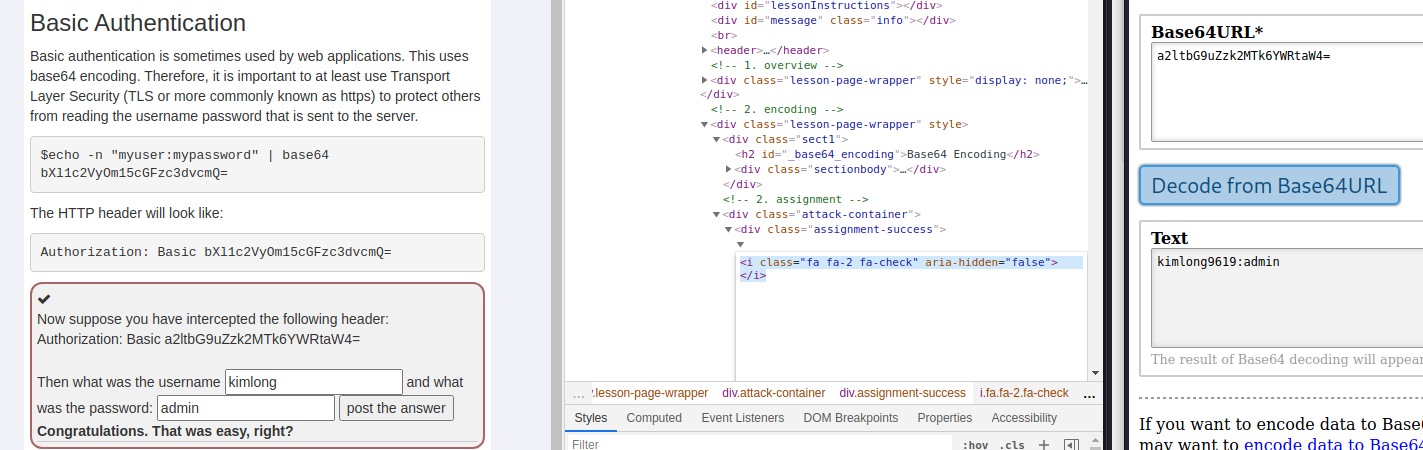 Basic Authentication
Basic authentication is sometimes used by web applications. This uses
base64 encoding. Therefore, it is important to at least use Transport
Layer Security (TLS or more commonly known as https) to protect others
from reading the username password that is sent to the server.
$echo -n "myuser:mypassword" | base64
bXl1c2VyOm15cGFzc3dvcmQ=
The HTTP header will look like:
Authorization: Basic bXl1c2VyOm15cGFzc3dvcmQ=
Now suppose you have intercepted the following header:
Authorization: Basic a2ltbG9uZzk2MTk6YWRtaW4=
Then what was the username kimlong and what
was the password: admin post the answer
Congratulations. That was easy, right?
<div id="lessonInstructions"></div>
<div id="message" class="info"></div>
<br>
<header>…</header>
<!-- 1. overview -->
<div class="lesson-page-wrapper" style="display: none;">…
</div>
<!-- 2. encoding -->
<div class="lesson-page-wrapper" style>
<div class="sect1">
<h2 id="_base64_encoding">Base64 Encoding</h2>
<div class="sectionbody">…</div>
</div>
<!-- 2. assignment -->
<div class="attack-container">
<div class="assignment-success">
<i class="fa fa-2 fa-check" aria-hidden="false">
</i>
… .lesson-page-wrapper div.attack-container div.assignment-success i.fa.fa-2.fa-check …
Styles Computed Event Listeners DOM Breakpoints Properties Accessibility
Filter :hov .cls +
Base64URL*
a2ltbG9uZzk2MTk6YWRtaW4=
Decode from Base64URL
Text
kimlong9619:admin
The result of Base64 decoding will appear
If you want to encode data to Base6
may want to encode data to Base64